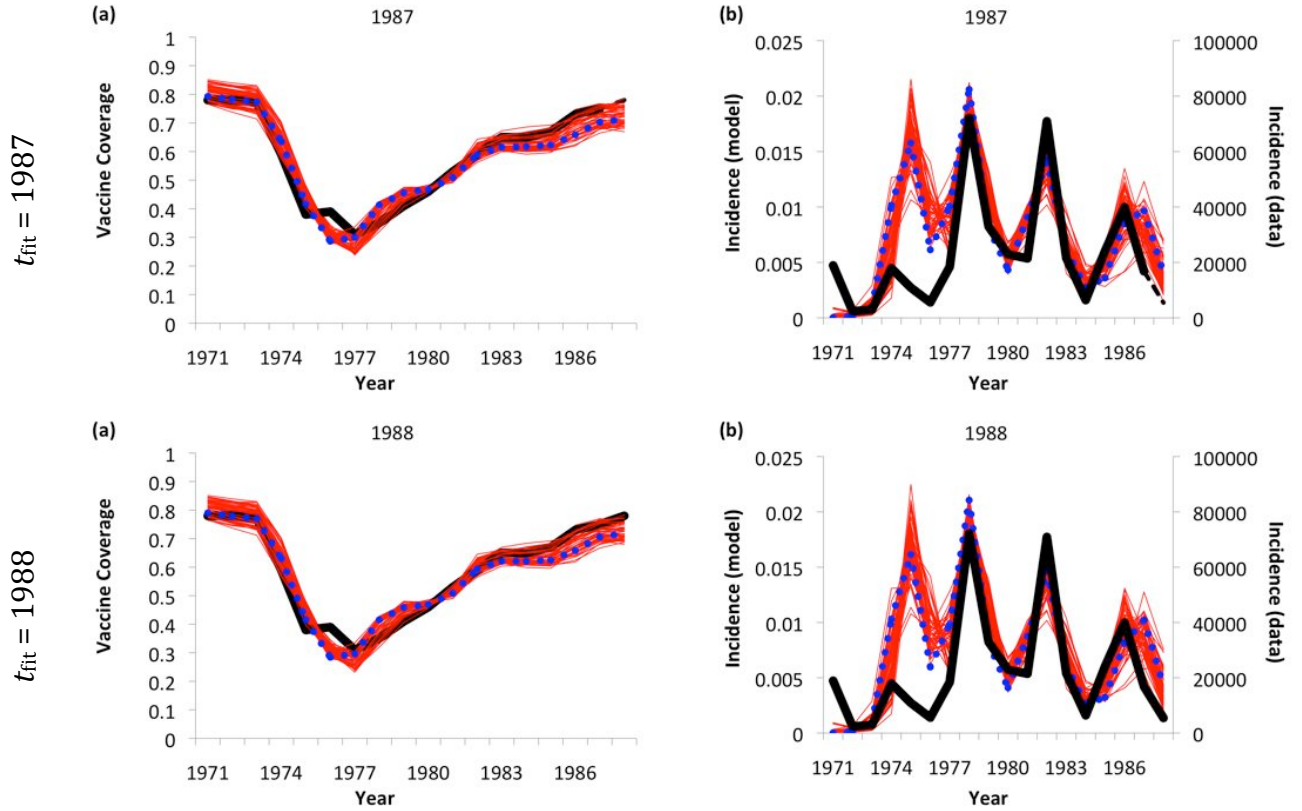 (a)
1987
1
0.9
0.8
0.7
0.6
0.5
0.4
0.3
0.2
0.1
0
Vaccine Coverage
1971 1974 1977 1980 1983 1986
Year
(b)
1987
0.025
0.02
0.015
0.01
0.005
0
Incidence (model)
100000
80000
60000
40000
20000
0
Incidence (data)
1971 1974 1977 1980 1983 1986
Year
t_fit = 1987
(a)
1988
1
0.9
0.8
0.7
0.6
0.5
0.4
0.3
0.2
0.1
0
Vaccine Coverage
1971 1974 1977 1980 1983 1986
Year
(b)
1988
0.025
0.02
0.015
0.01
0.005
0
Incidence (model)
100000
80000
60000
40000
20000
0
Incidence (data)
1971 1974 1977 1980 1983 1986
Year
t_fit = 1988